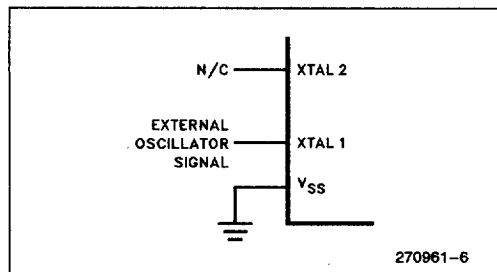 N/C XTAL 2
EXTERNAL
OSCILLATOR XTAL 1
SIGNAL
VSS
270961-6